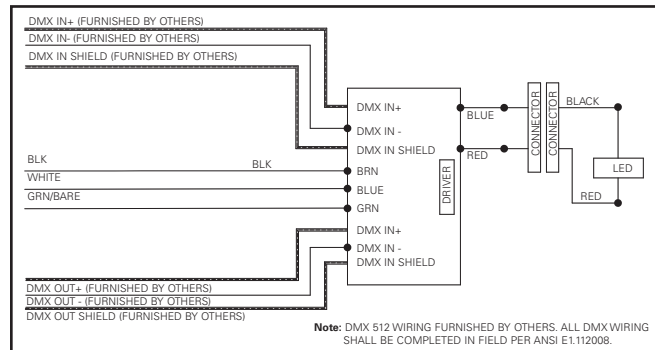 DMX IN+ (FURNISHED BY OTHERS)
DMX IN- (FURNISHED BY OTHERS)
DMX IN SHIELD (FURNISHED BY OTHERS)
BLK
BLK
WHITE
GRN/BARE
DMX OUT+ (FURNISHED BY OTHERS)
DMX OUT - (FURNISHED BY OTHERS)
DMX OUT SHIELD (FURNISHED BY OTHERS)
DMX IN+
DMX IN -
DMX IN SHIELD
BRN
BLUE
GRN
DMX IN+
DMX IN -
DMX IN SHIELD
DRIVER
BLUE
RED
CONNECTOR
CONNECTOR
BLACK
LED
RED
Note: DMX 512 WIRING FURNISHED BY OTHERS. ALL DMX WIRING
SHALL BE COMPLETED IN FIELD PER ANSI E1.112008.